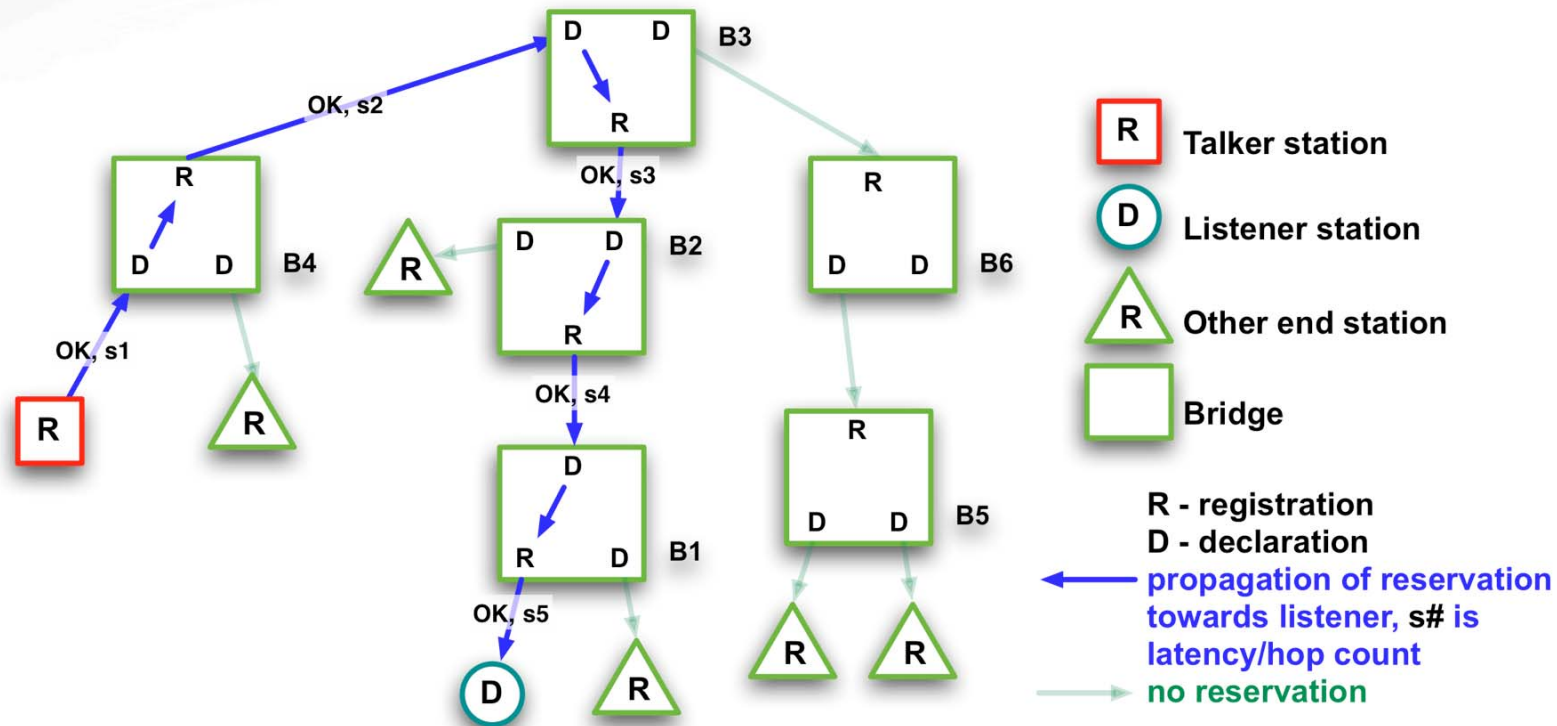 D D B3
R
OK, s2
OK, s3
R
D D B4
OK, s1
R
R
R
D D B2
R
OK, s4
D
R D B1
OK, s5
D
R
R
D D B6
R
D D B5
R
R
R Talker station
D Listener station
R Other end station
Bridge
R - registration
D - declaration
propagation of reservation
towards listener, s# is
latency/hop count
no reservation